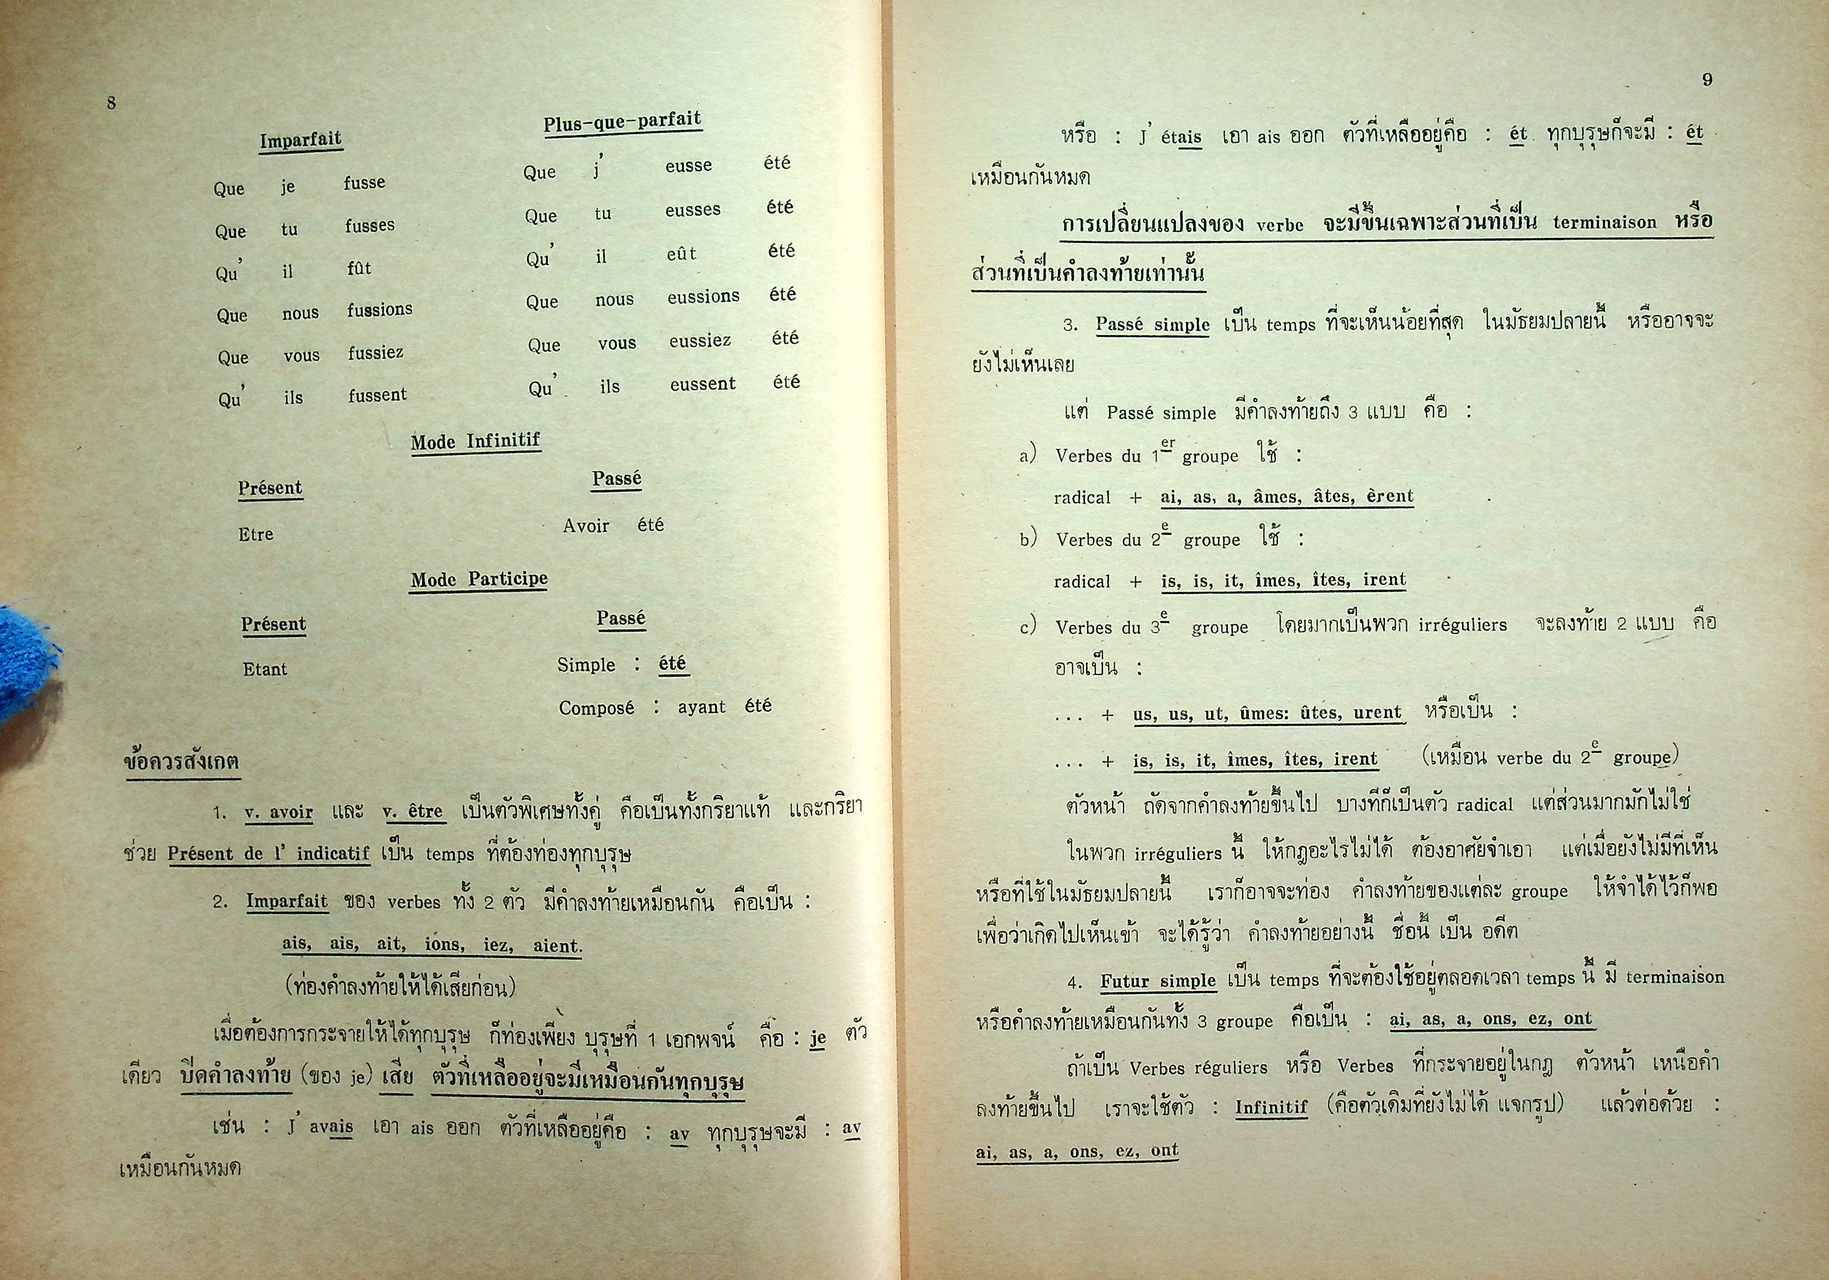 8
Imparfait
Que je fusse
Que tu fusses
Qu' il fût
Que nous fussions
Que vous fussiez
Qu' ils fussent
Plus-que-parfait
Que j' eusse été
Que tu eusses été
Qu' il eût été
Que nous eussions été
Que vous eussiez été
Qu' ils eussent été
Mode Infinitif
Présent Passé
Etre Avoir été
Mode Participe
Présent Passé
Etant Simple : été
Composé : ayant été
ข้อควรสังเกต
1. v. avoir และ v. être เป็นตัวพิเศษทั้งคู่ คือเป็นทั้งกริยาแท้ และกริยา
ช่วย Présent de l' indicatif เป็น temps ที่ต้องท่องทุกบุรุษ
2. Imparfait ของ verbes ทั้ง 2 ตัว มีคำลงท้ายเหมือนกัน คือเป็น :
ais, ais, ait, ions, iez, aient.
(ท่องคำลงท้ายให้ได้เสียก่อน)
เมื่อต้องการกระจายให้ได้ทุกบุรุษ ก็ท่องเพียง บุรุษที่ 1 เอกพจน์ คือ : je ตัว
เดียว ปิดคำลงท้าย (ของ je) เสีย ตัวที่เหลืออยู่จะมีเหมือนกันทุกบุรุษ
เช่น : J' avais เอา ais ออก ตัวที่เหลืออยู่คือ : av ทุกบุรุษจะมี : av
เหมือนกันหมด
9
หรือ : J' étais เอา ais ออก ตัวที่เหลืออยู่คือ : ét ทุกบุรุษก็จะมี : ét
เหมือนกันหมด
การเปลี่ยนแปลงของ verbe จะมีขึ้นเฉพาะส่วนที่เป็น terminaison หรือ
ส่วนที่เป็นคำลงท้ายเท่านั้น
3. Passé simple เป็น temps ที่จะเห็นน้อยที่สุด ในมัธยมปลายนี้ หรืออาจจะ
ยังไม่เห็นเลย
แต่ Passé simple มีคำลงท้ายถึง 3 แบบ คือ :
a) Verbes du 1er groupe ใช้ :
radical + ai, as, a, âmes, âtes, èrent
b) Verbes du 2e groupe ใช้ :
radical + is, is, it, îmes, îtes, irent
c) Verbes du 3e groupe โดยมากเป็นพวก irréguliers จะลงท้าย 2 แบบ คือ
อาจเป็น :
... + us, us, ut, ûmes: ûtes, urent หรือเป็น :
... + is, is, it, îmes, îtes, irent (เหมือน verbe du 2e groupe)
ตัวหน้า ถัดจากคำลงท้ายขึ้นไป บางทีก็เป็นตัว radical แต่ส่วนมากมักไม่ใช่
ในพวก irréguliers นี้ ให้กฎอะไรไม่ได้ ต้องอาศัยจำเอา แต่เมื่อยังไม่มีที่เห็น
หรือที่ใช้ในมัธยมปลายนี้ เราก็อาจจะท่อง คำลงท้ายของแต่ละ groupe ให้จำได้ไว้ก็พอ
เพื่อว่าเกิดไปเห็นเข้า จะได้รู้ว่า คำลงท้ายอย่างนี้ ชื่อนี้ เป็น อดีต
4. Futur simple เป็น temps ที่จะต้องใช้อยู่ตลอดเวลา temps นี้ มี terminaison
หรือคำลงท้ายเหมือนกันทั้ง 3 groupe คือเป็น : ai, as, a, ons, ez, ont
ถ้าเป็น Verbes réguliers หรือ Verbes ที่กระจายอยู่ในกฎ ตัวหน้า เหนือคำ
ลงท้ายขึ้นไป เราจะใช้ตัว : Infinitif (คือตัวเดิมที่ยังไม่ได้ แจกรูป) แล้วต่อด้วย :
ai, as, a, ons, ez, ont